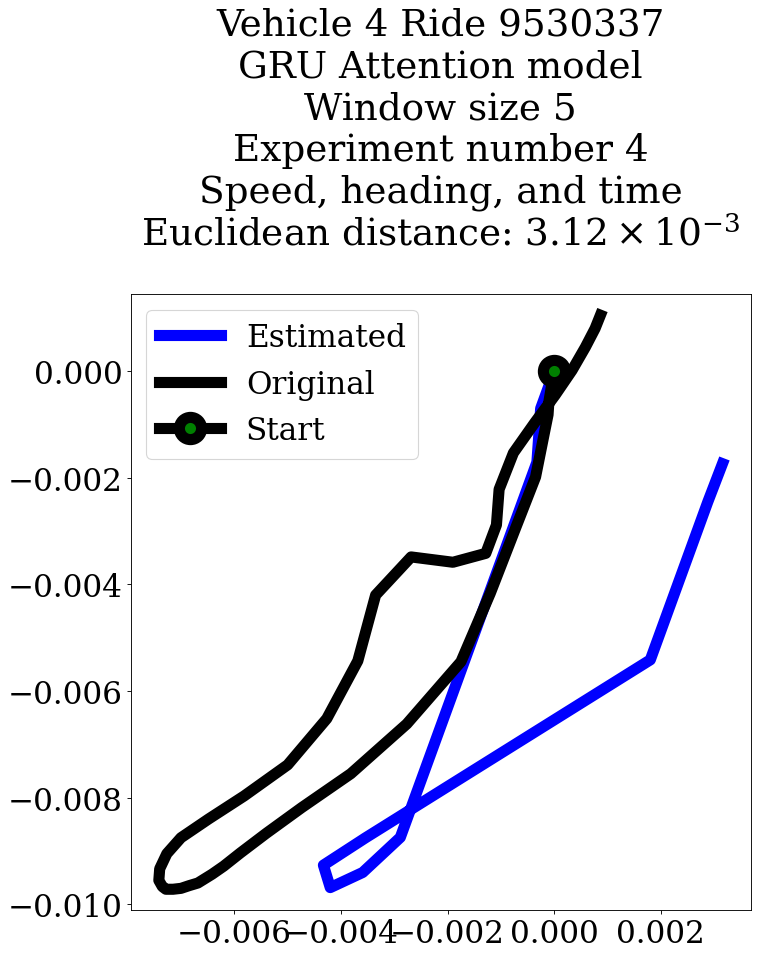 Vehicle 4 Ride 9530337
GRU Attention model
Window size 5
Experiment number 4
Speed, heading, and time
Euclidean distance: 3.12 × 10⁻³
Estimated
Original
Start
0.000
−0.002
−0.004
−0.006
−0.008
−0.010
−0.006 −0.004 −0.002 0.000 0.002